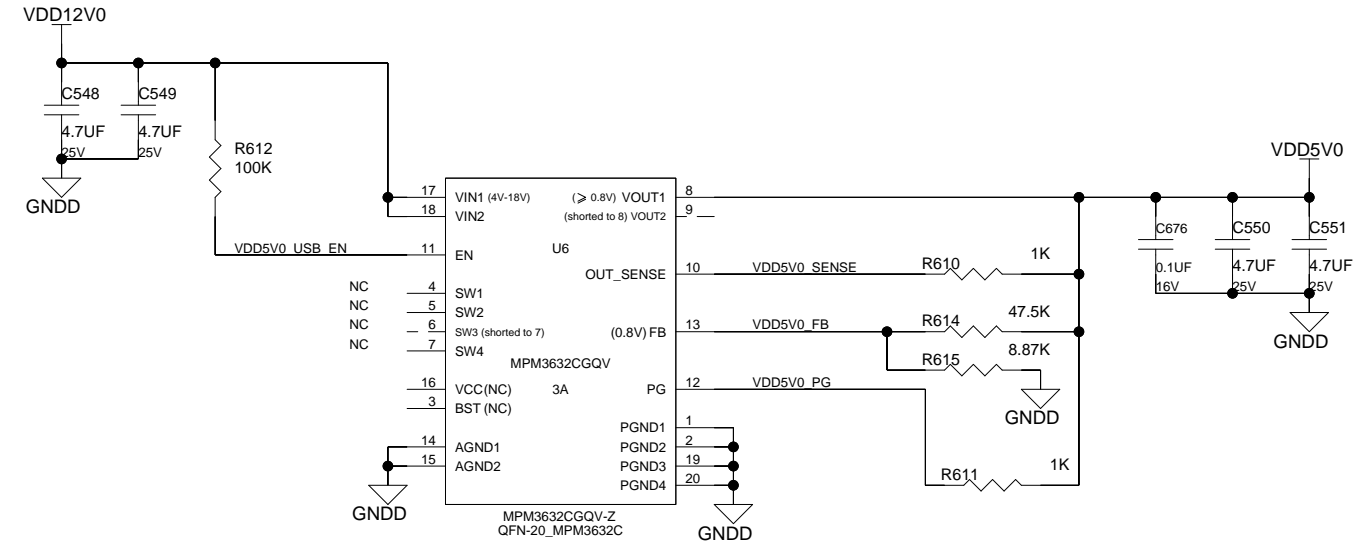 VDD12V0
C548
4.7UF
25V
C549
4.7UF
25V
GNDD
R612
100K
VDD5V0_USB_EN
17 VIN1 (4V-18V) (⩾ 0.8V) VOUT1 8
18 VIN2 (shorted to 8) VOUT2 9
11 EN U6
OUT_SENSE 10 VDD5V0_SENSE R610 1K
NC 4 SW1
NC 5 SW2
NC 6 SW3 (shorted to 7) (0.8V) FB 13 VDD5V0_FB R614 47.5K
NC 7 SW4
R615 8.87K
GNDD
MPM3632CGQV
16 VCC(NC) 3A PG 12 VDD5V0_PG
3 BST (NC)
PGND1 1
14 AGND1 PGND2 2
15 AGND2 PGND3 19
PGND4 20
R611 1K
GNDD
GNDD
MPM3632CGQV-Z
QFN-20_MPM3632C
VDD5V0
C676
0.1UF
16V
C550
4.7UF
25V
C551
4.7UF
25V
GNDD